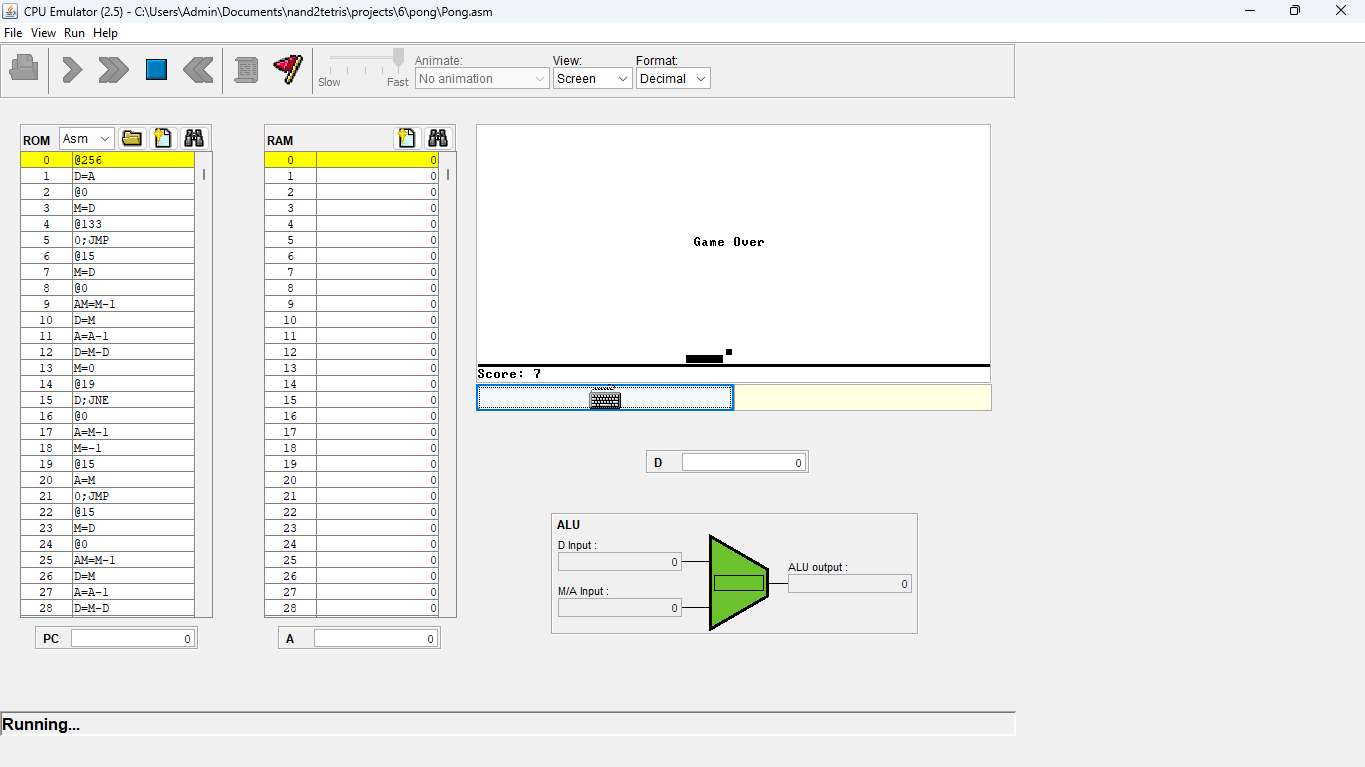 CPU Emulator (2.5) - C:\Users\Admin\Documents\nand2tetris\projects\6\pong\Pong.asm
File View Run Help
Animate: View: Format:
Slow Fast No animation Screen Decimal
ROM Asm RAM
0 @256 0 0
1 D=A 1 0
2 @0 2 0
3 M=D 3 0
4 @133 4 0
5 0;JMP 5 0
6 @15 6 0
7 M=D 7 0
8 @0 8 0
9 AM=M-1 9 0
10 D=M 10 0
11 A=A-1 11 0
12 D=M-D 12 0
13 M=0 13 0
14 @19 14 0
15 D;JNE 15 0
16 @0 16 0
17 A=M-1 17 0
18 M=-1 18 0
19 @15 19 0
20 A=M 20 0
21 0;JMP 21 0
22 @15 22 0
23 M=D 23 0
24 @0 24 0
25 AM=M-1 25 0
26 D=M 26 0
27 A=A-1 27 0
28 D=M-D 28 0
PC 0 A 0
Game Over
Score: 7
D 0
ALU
D Input :
0
M/A Input :
0
ALU output :
0
Running...